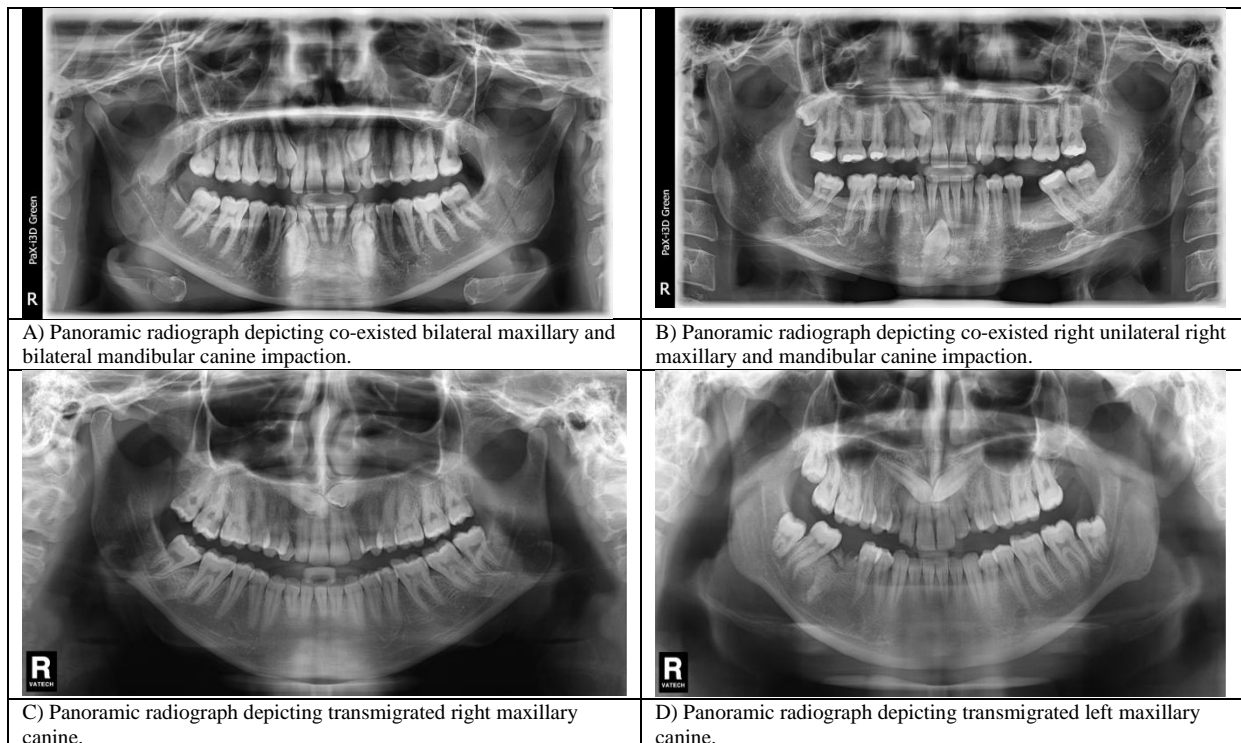 PaX-i3D Green
R
PaX-i3D Green
R
A) Panoramic radiograph depicting co-existed bilateral maxillary and
bilateral mandibular canine impaction.
B) Panoramic radiograph depicting co-existed right unilateral right
maxillary and mandibular canine impaction.
R
VATECH
R
VATECH
C) Panoramic radiograph depicting transmigrated right maxillary
canine.
D) Panoramic radiograph depicting transmigrated left maxillary
canine.